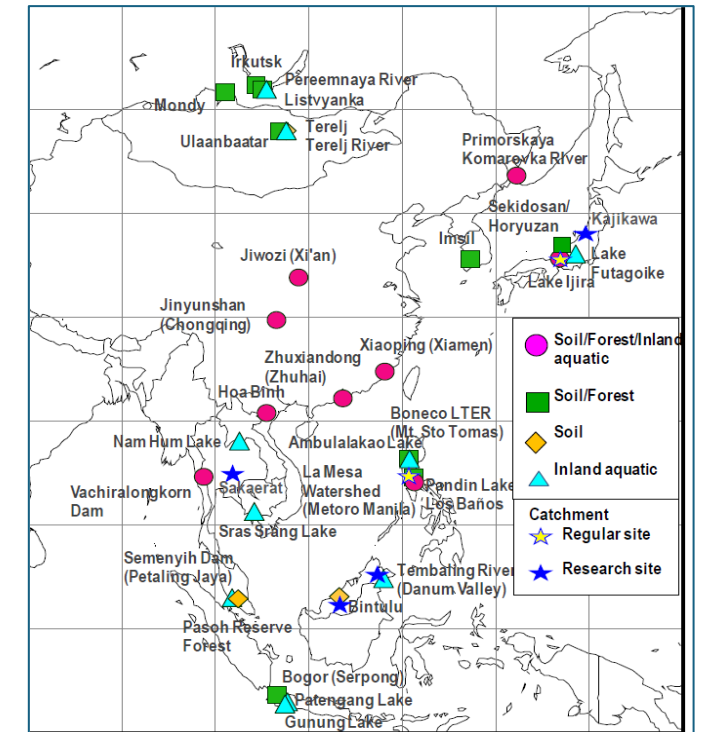 Irkutsk
Pereemnaya River
Listvyanka
Mondy
Terelj
Terelj River
Ulaanbaatar
Primorskaya
Komarovka RIver
Sekidosan/
Horyuzan
Kajikawa
Imsil
Lake
Futagoike
Lake Ijira
Jiwozi (Xi'an)
Jinyunshan
(Chongqing)
Xiaoping (Xiamen)
Zhuxiandong
(Zhuhai)
Hoa Binh
Boneco LTER
(Mt. Sto Tomas)
Nam Hum Lake
Ambulalakao Lake
La Mesa
Watershed
(Metoro Manila)
Sakaerat
Pandin Lake
Los Baños
Vachiralongkorn
Dam
Sras Srang Lake
Semenyih Dam
(Petaling Jaya)
Tembaling River
(Danum Valley)
Bintulu
Pasoh Reserve
Forest
Bogor (Serpong)
Patengang Lake
Gunung Lake
Soil/Forest/Inland
aquatic
Soil/Forest
Soil
Inland aquatic
Catchment
Regular site
Research site